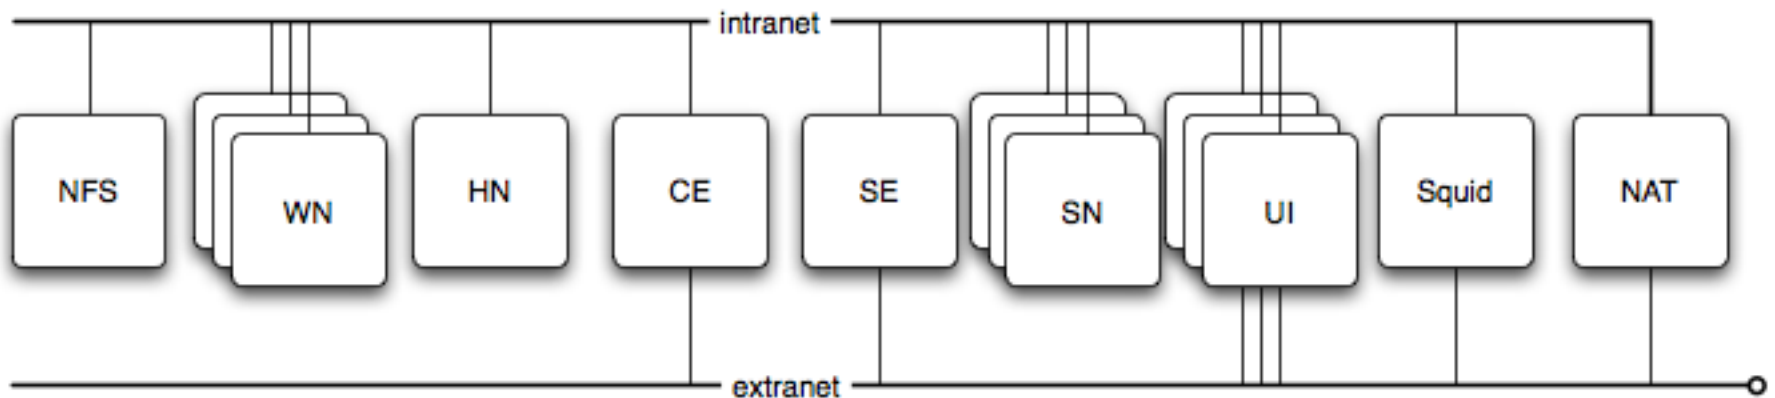 intranet
NFS
WN
HN
CE
SE
SN
UI
Squid
NAT
extranet